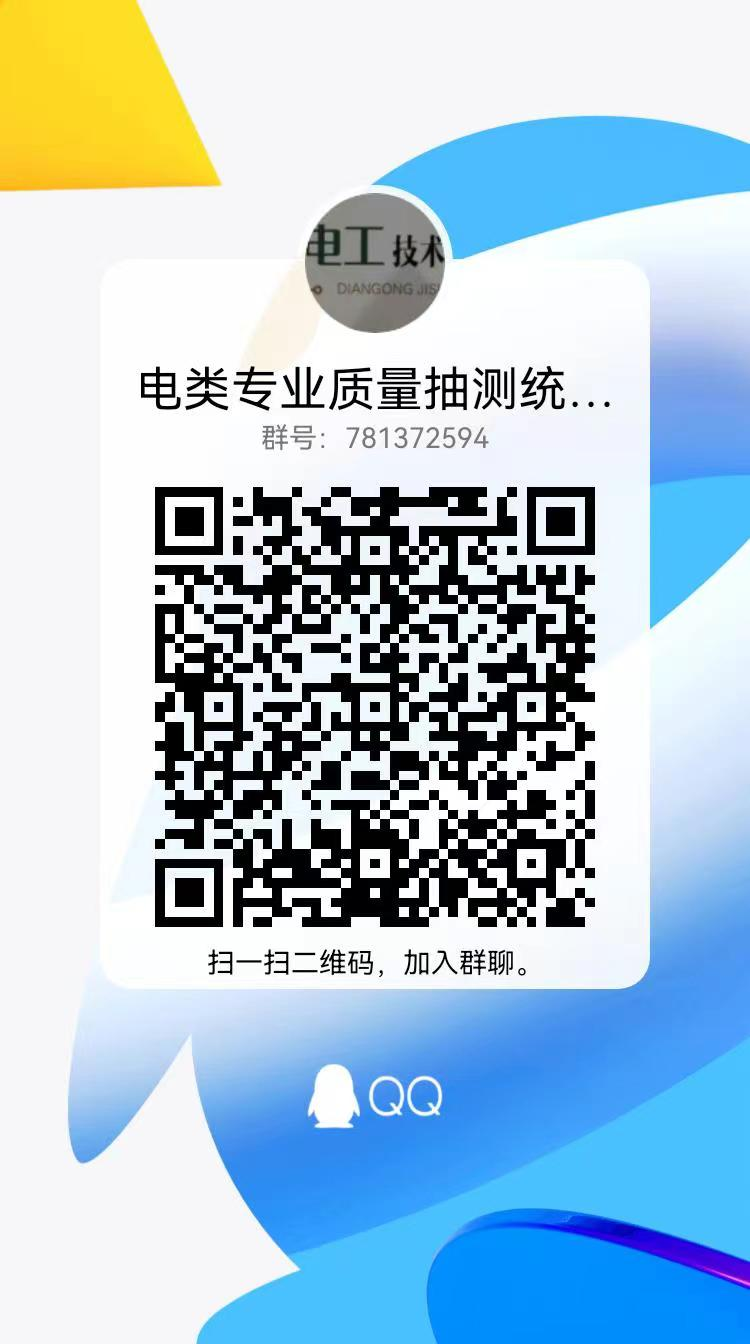 电工技术
DIANGONG JIS
电类专业质量抽测统...
群号：781372594
扫一扫二维码，加入群聊。
QQ